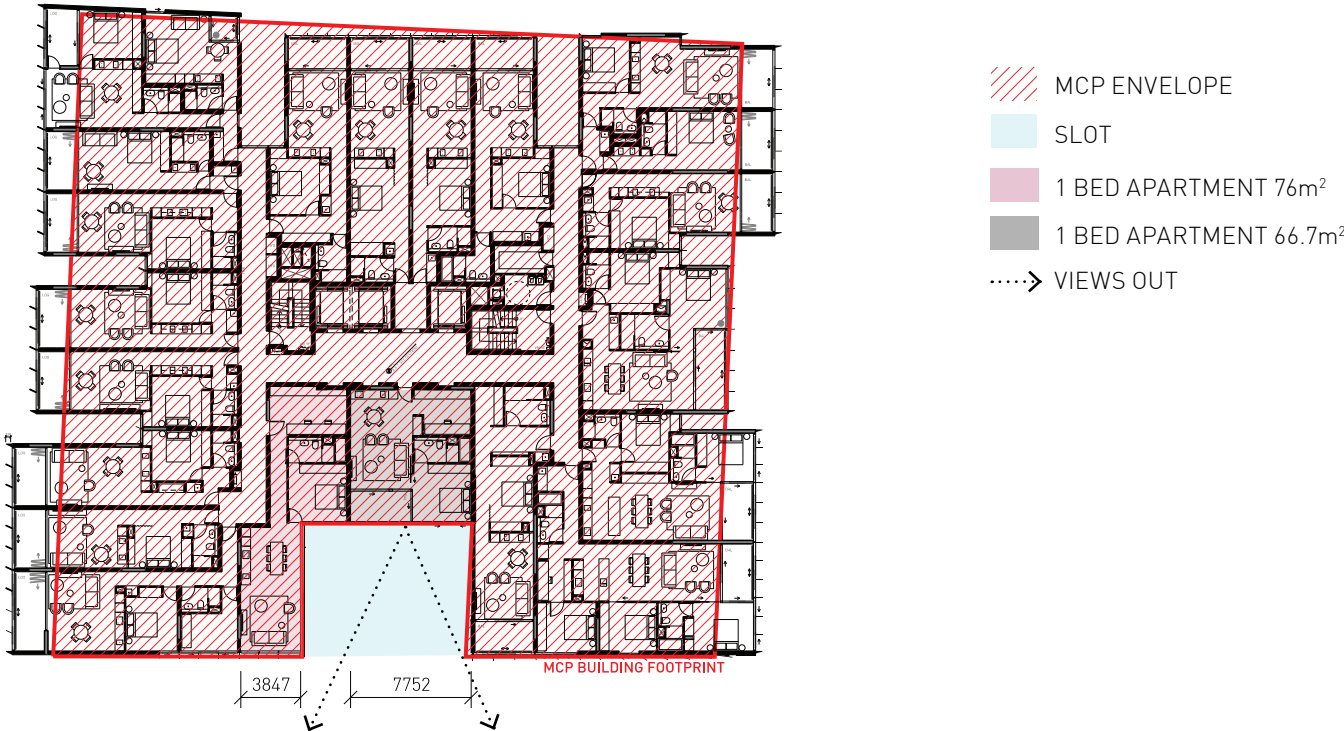 MCP ENVELOPE
SLOT
1 BED APARTMENT 76m²
1 BED APARTMENT 66.7m²
VIEWS OUT
MCP BUILDING FOOTPRINT
3847
7752